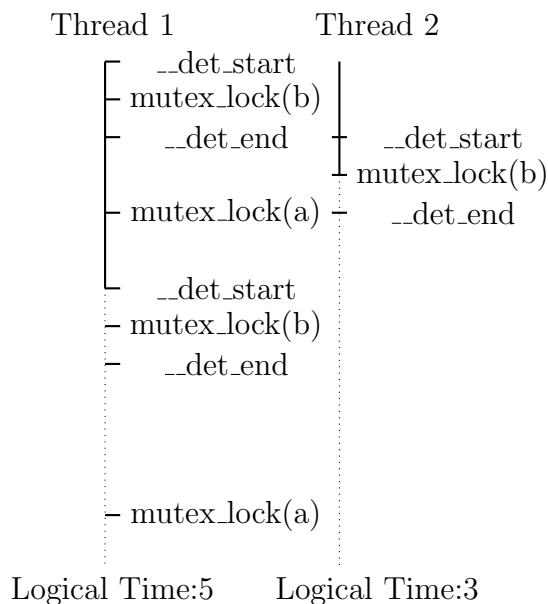 Thread 1 Thread 2
__det_start
mutex_lock(b)
__det_end __det_start
mutex_lock(b)
mutex_lock(a) __det_end
__det_start
mutex_lock(b)
__det_end
mutex_lock(a)
Logical Time:5 Logical Time:3